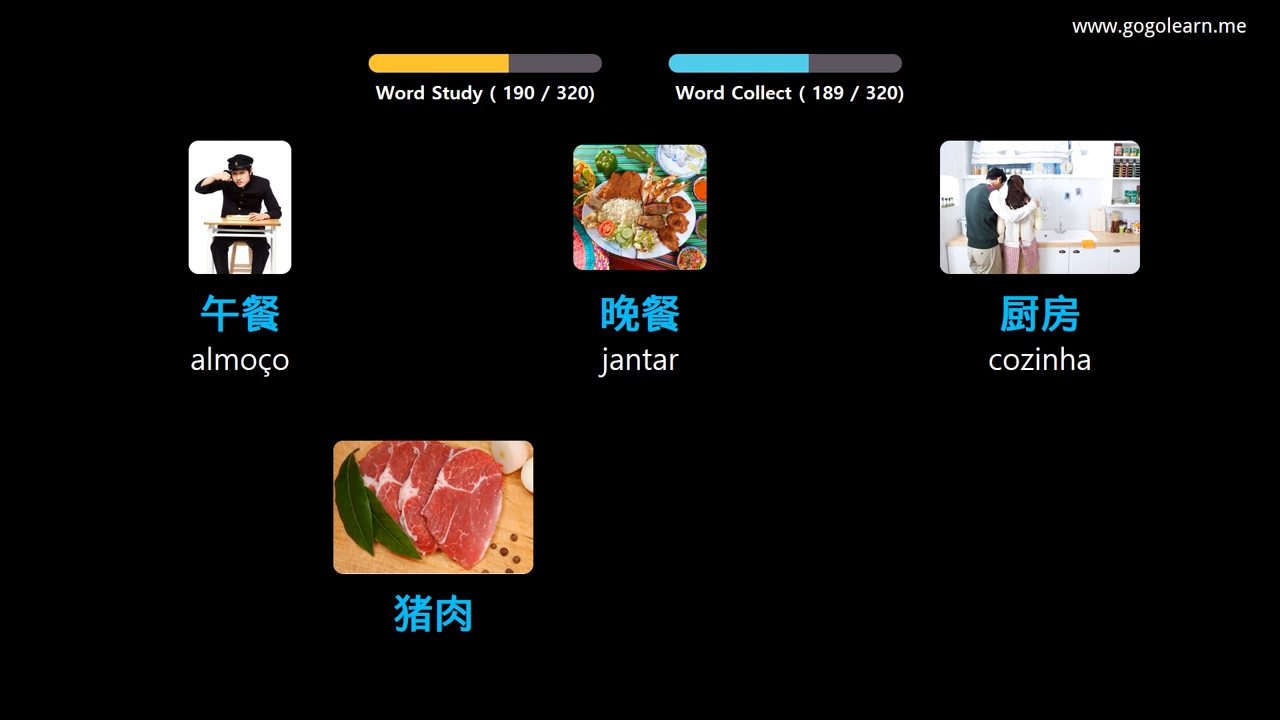 www.gogolearn.me
Word Study ( 190 / 320)
Word Collect ( 189 / 320)
午餐
almoço
晚餐
jantar
厨房
cozinha
猪肉